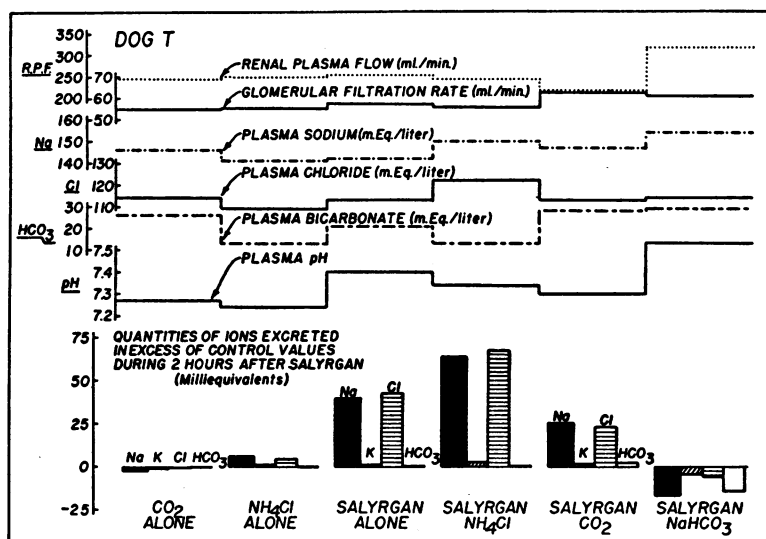 DOG T
350
300
R.P.F.
250 70
200 60
150 50
RENAL PLASMA FLOW (ml./min.)
GLOMERULAR FILTRATION RATE (ml./min.)
160
Na
150
140 130
PLASMA SODIUM (m.Eq./liter)
Cl
120
30 110
PLASMA CHLORIDE (m.Eq./liter)
HCO3
20
10
PLASMA BICARBONATE (m.Eq./liter)
7.5
7.4
pH
7.3
7.2
PLASMA pH
75
50
25
0
-25
QUANTITIES OF IONS EXCRETED
IN EXCESS OF CONTROL VALUES
DURING 2 HOURS AFTER SALYRGAN
(Milliequivalents)
Na K Cl HCO3
Na K Cl HCO3
Na K Cl HCO3
CO2 ALONE
NH4Cl ALONE
SALYRGAN ALONE
SALYRGAN NH4Cl
SALYRGAN CO2
SALYRGAN NaHCO3